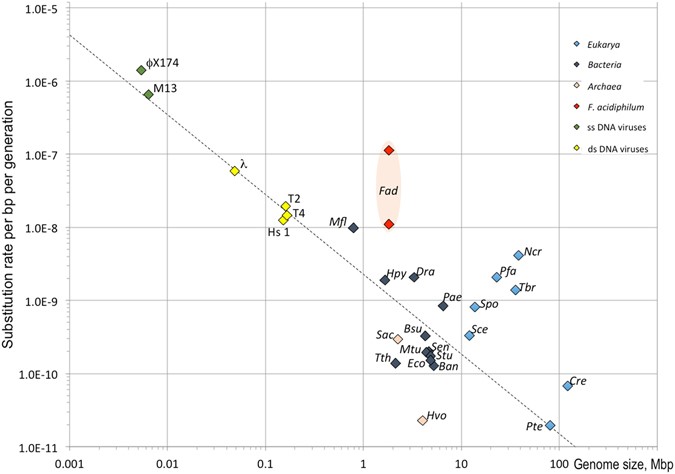 1.0E-5
1.0E-6
1.0E-7
1.0E-8
1.0E-9
1.0E-10
1.0E-11
Substitution rate per bp per generation
0.001
0.01
0.1
1
10
100
Genome size, Mbp
Eukarya
Bacteria
Archaea
F. acidiphilum
ss DNA viruses
ds DNA viruses
ϕX174
M13
λ
T2
T4
Hs 1
Mfl
Fad
Hpy
Dra
Pae
Ncr
Pfa
Tbr
Spo
Sce
Bsu
Sac
Mtu
Sen
Stu
Tth
Eco
Ban
Hvo
Cre
Pte